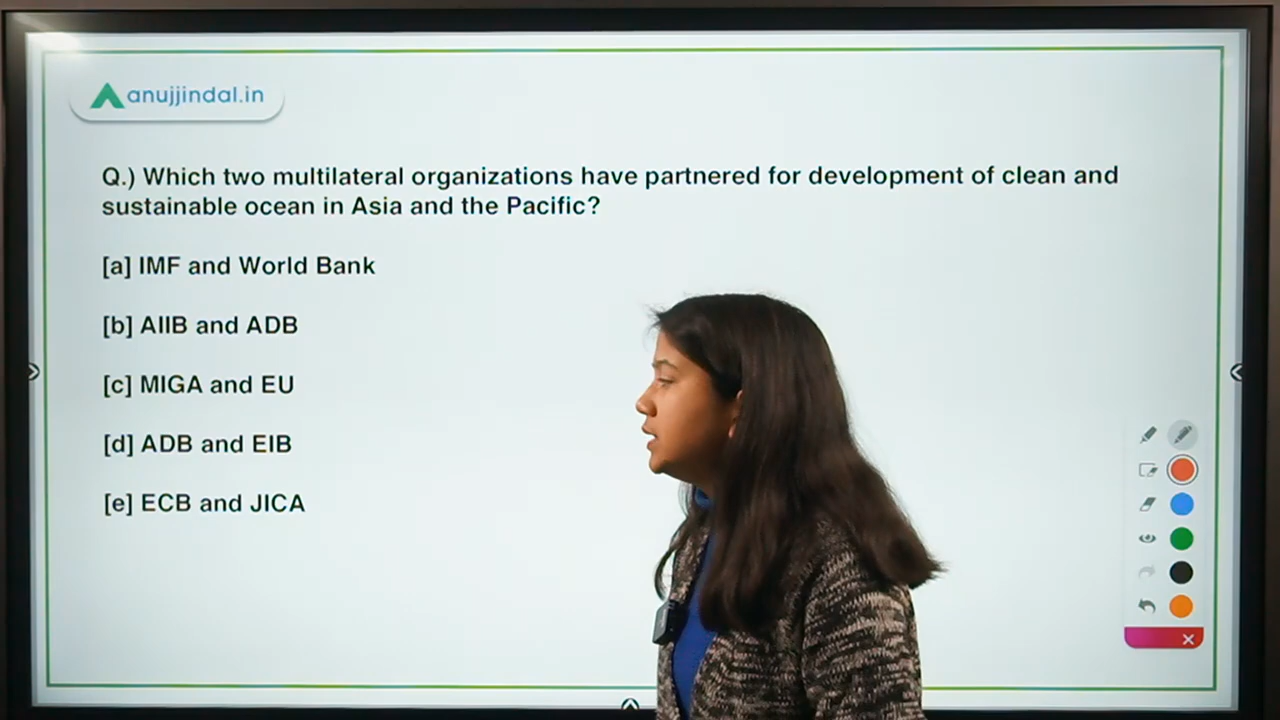 anujjindal.in
Q.) Which two multilateral organizations have partnered for development of clean and
sustainable ocean in Asia and the Pacific?
[a] IMF and World Bank
[b] AIIB and ADB
[c] MIGA and EU
[d] ADB and EIB
[e] ECB and JICA